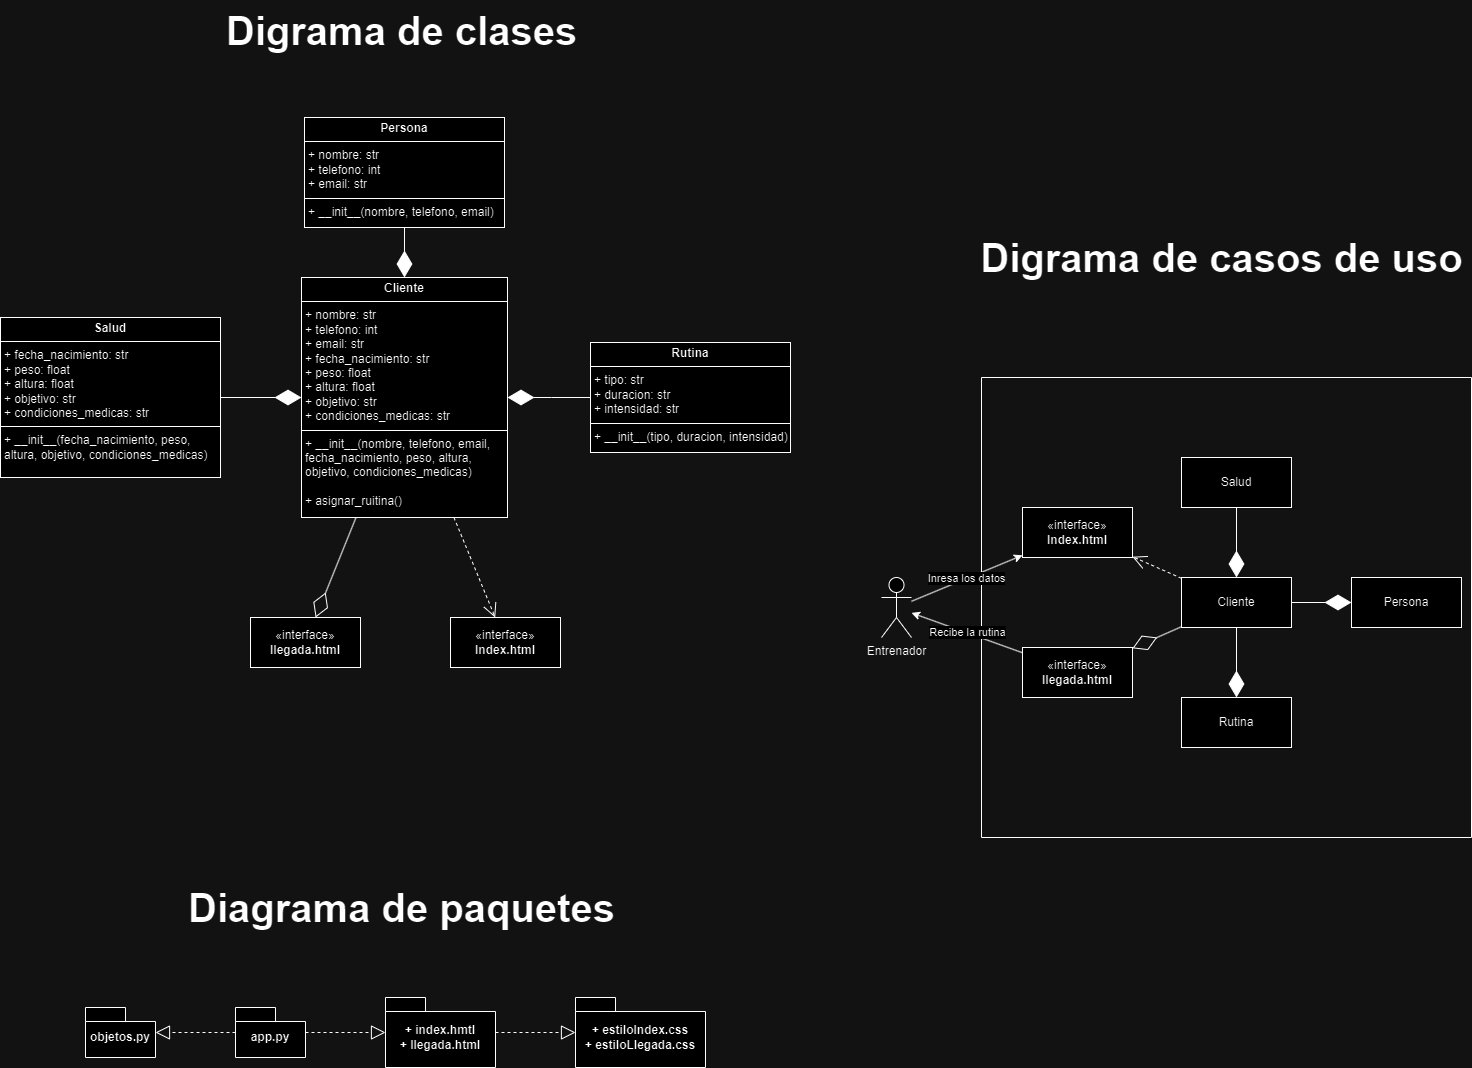 Digrama de clases
Persona
+ nombre: str
+ telefono: int
+ email: str
+ __init__(nombre, telefono, email)
Cliente
+ nombre: str
+ telefono: int
+ email: str
+ fecha_nacimiento: str
+ peso: float
+ altura: float
+ objetivo: str
+ condiciones_medicas: str
+ __init__(nombre, telefono, email,
fecha_nacimiento, peso, altura,
objetivo, condiciones_medicas)
+ asignar_ruitina()
Salud
+ fecha_nacimiento: str
+ peso: float
+ altura: float
+ objetivo: str
+ condiciones_medicas: str
+ __init__(fecha_nacimiento, peso,
altura, objetivo, condiciones_medicas)
Rutina
+ tipo: str
+ duracion: str
+ intensidad: str
+ __init__(tipo, duracion, intensidad)
«interface»
llegada.html
«interface»
Index.html
Digrama de casos de uso
Salud
«interface»
Index.html
Inresa los datos
Cliente
Persona
Recibe la rutina
Entrenador
«interface»
llegada.html
Rutina
Diagrama de paquetes
objetos.py
app.py
+ index.hmtl
+ llegada.html
+ estiloIndex.css
+ estiloLlegada.css